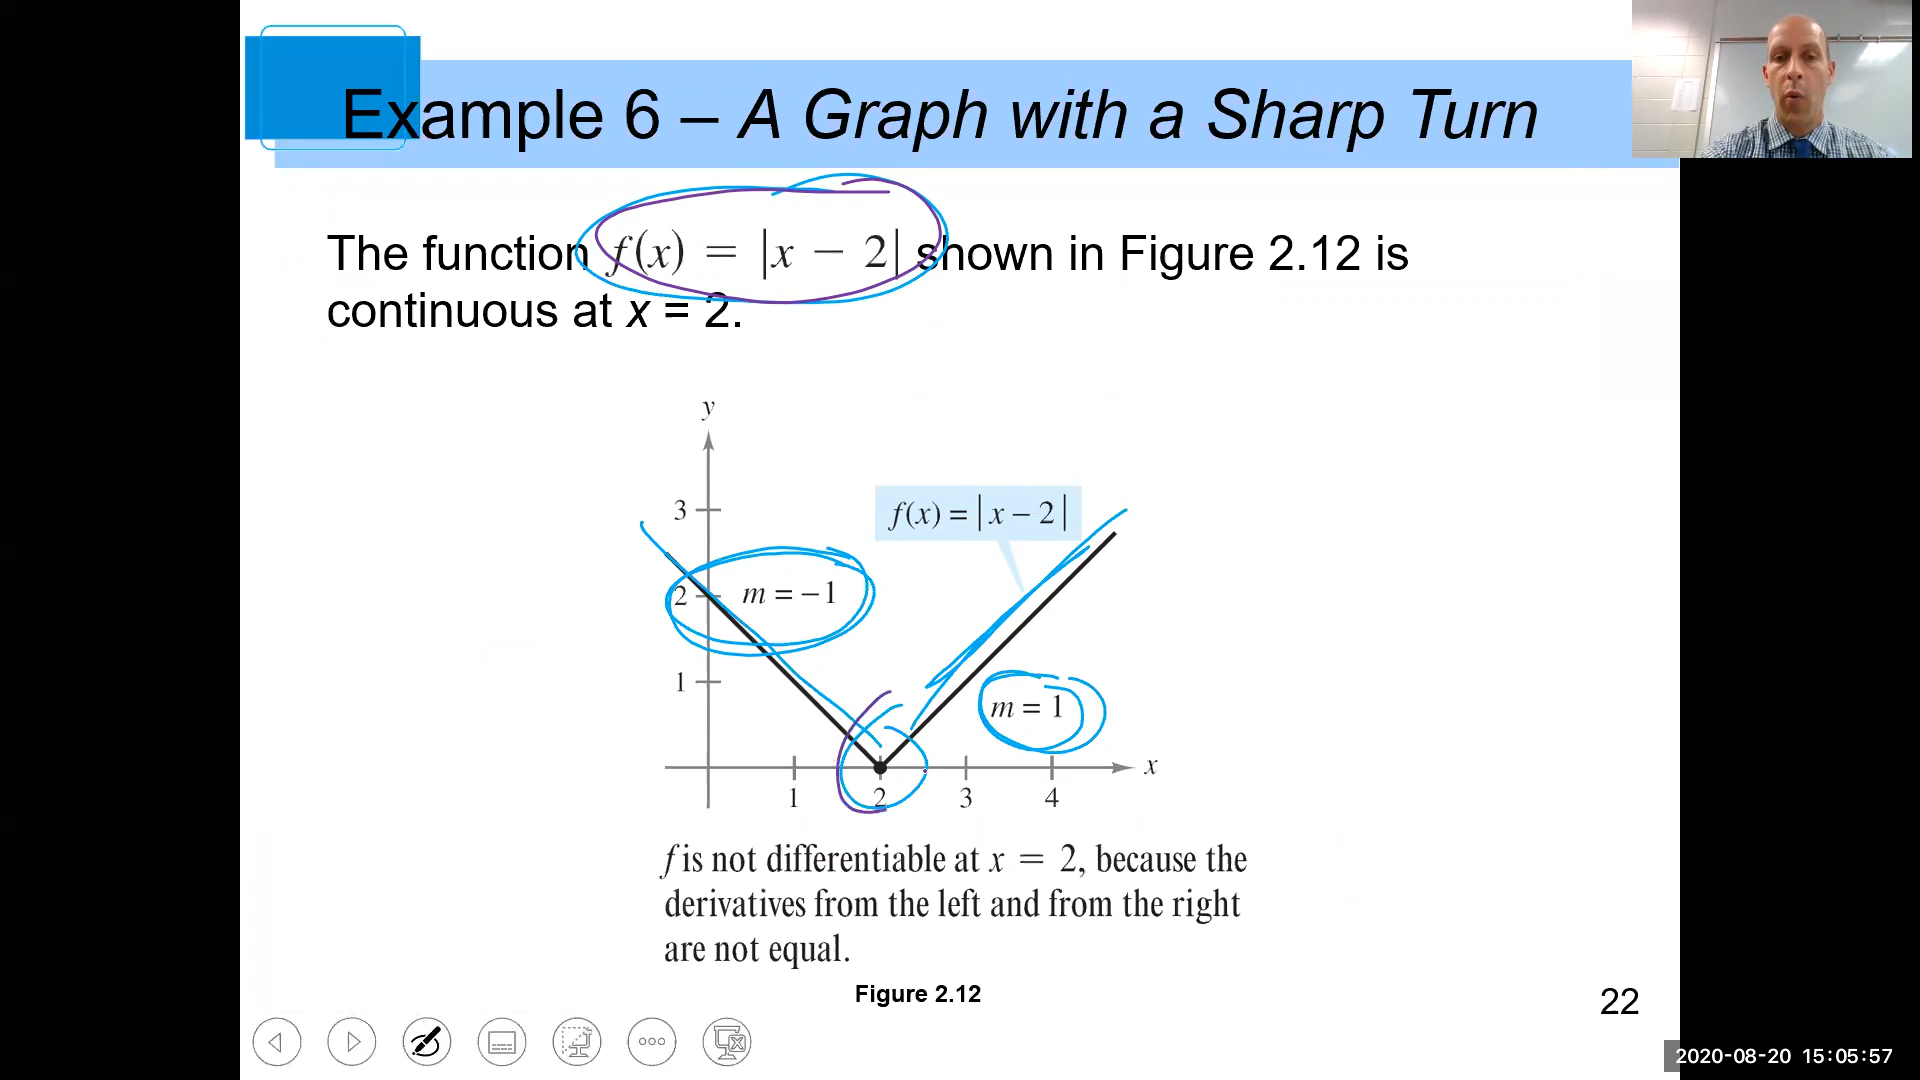 Example 6 – A Graph with a Sharp Turn
The function f(x) = |x − 2| shown in Figure 2.12 is
continuous at x = 2.
y
3
f(x) = |x − 2|
2
m = −1
1
m = 1
x
1 2 3 4
f is not differentiable at x = 2, because the
derivatives from the left and from the right
are not equal.
Figure 2.12
22
2020-08-20 15:05:57